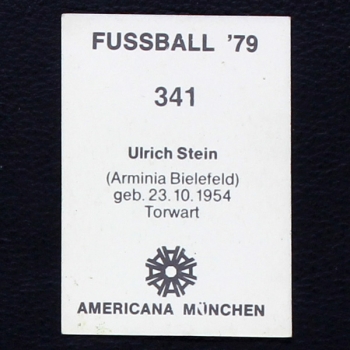 FUSSBALL '79
341
Ulrich Stein
(Arminia Bielefeld)
geb. 23.10.1954
Torwart
AMERICANA MÜNCHEN